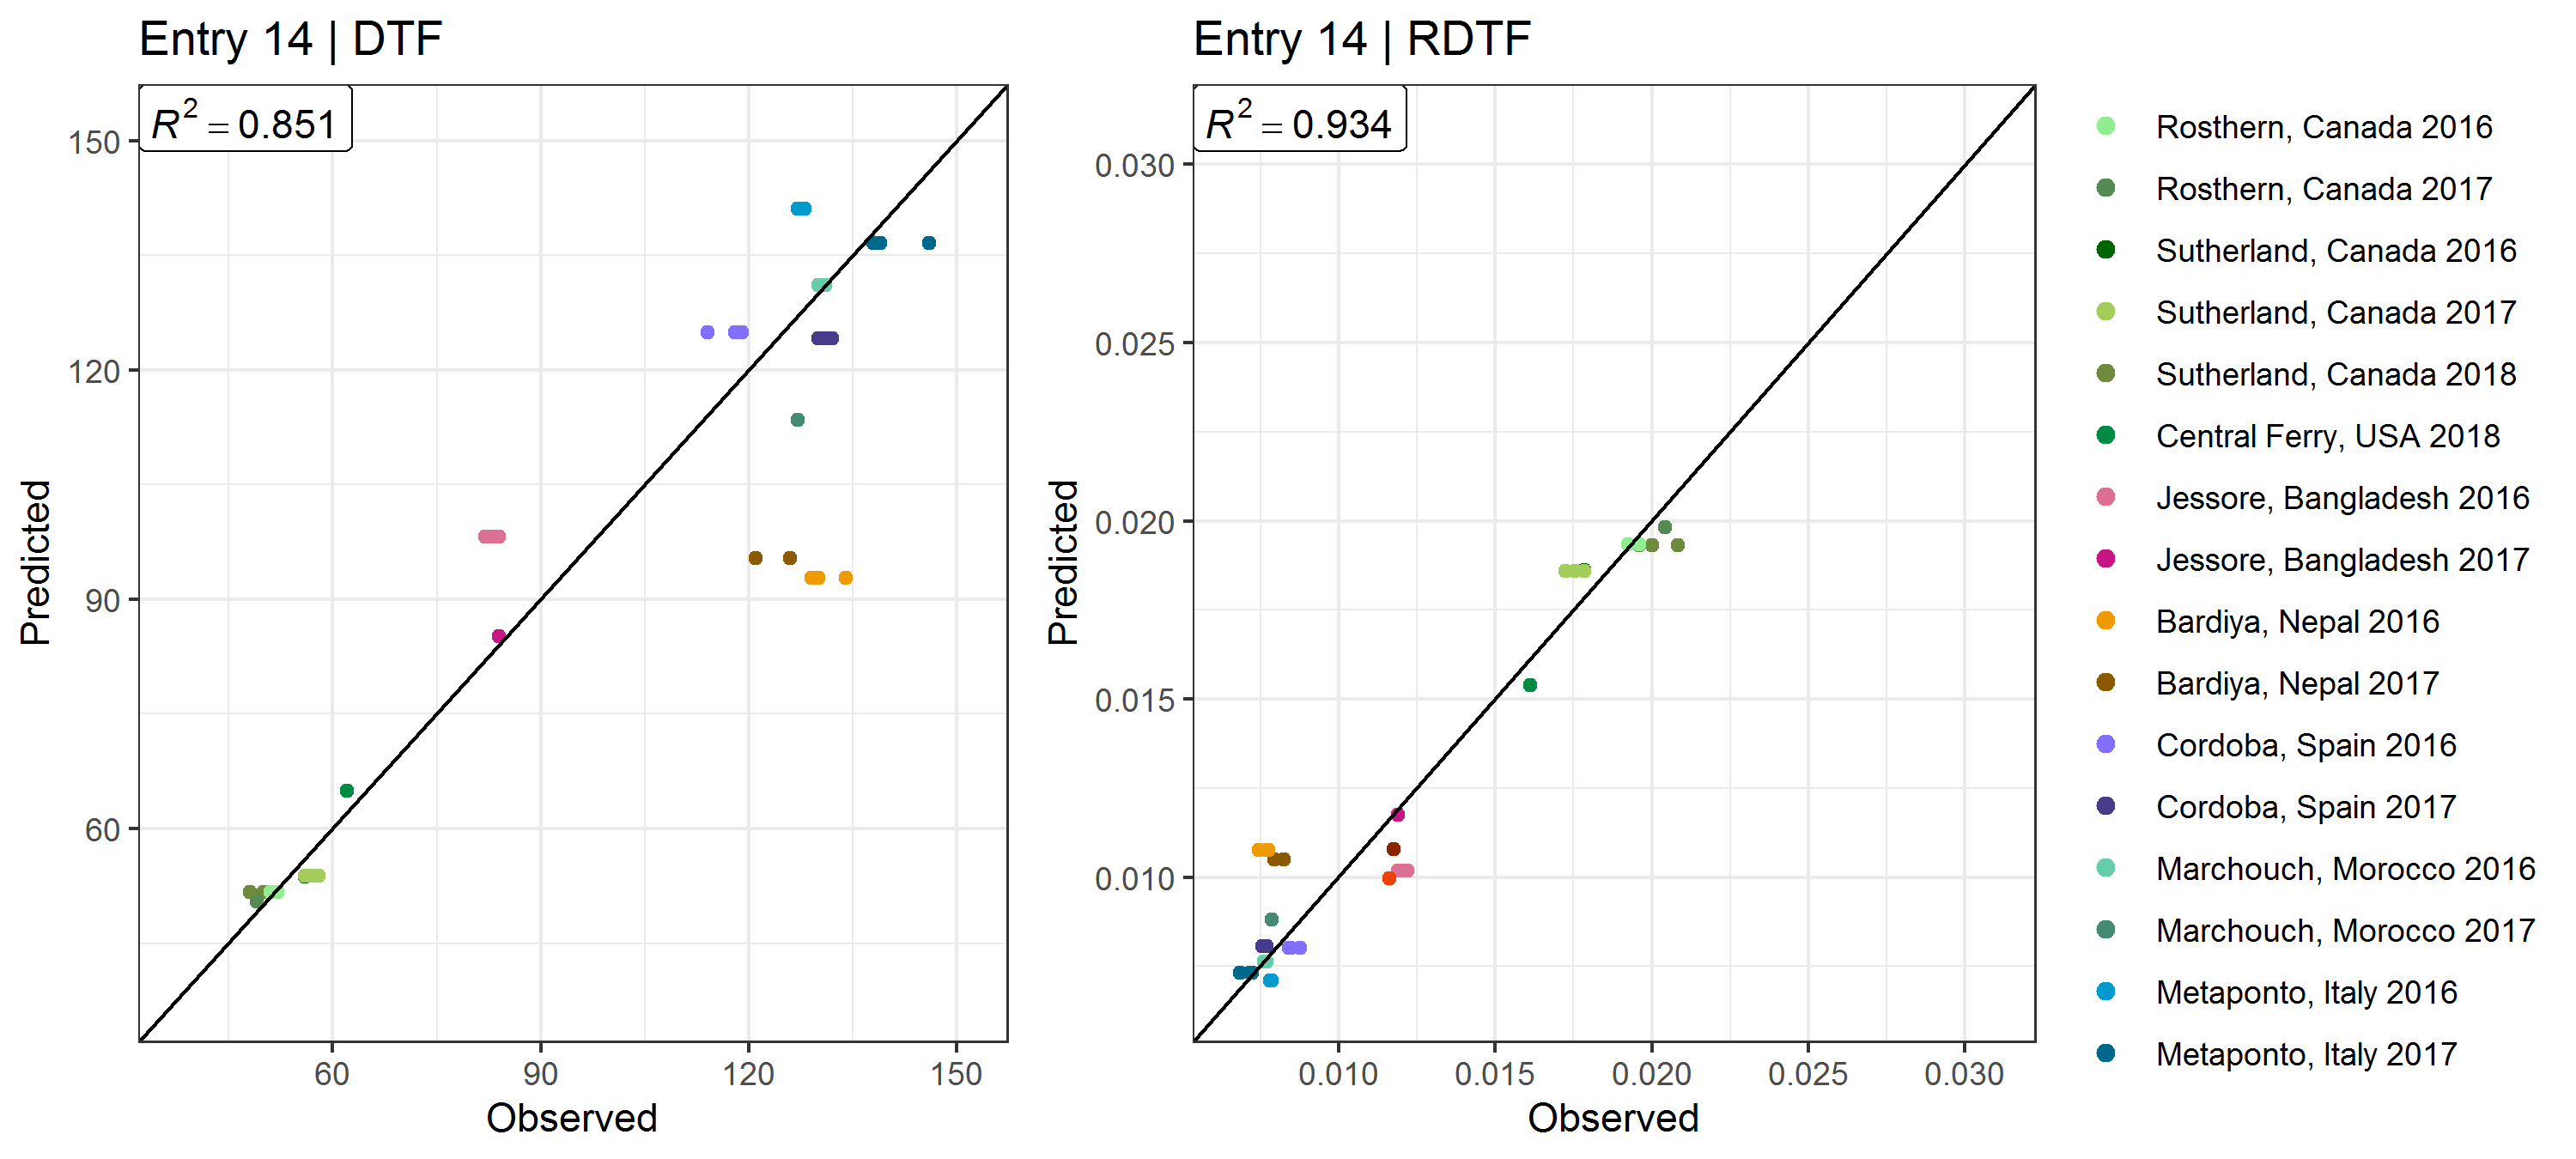 Entry 14 | DTF
R² = 0.851
150
120
90
60
Predicted
60 90 120 150
Observed
Entry 14 | RDTF
R² = 0.934
0.030
0.025
0.020
0.015
0.010
Predicted
0.010 0.015 0.020 0.025 0.030
Observed
Rosthern, Canada 2016
Rosthern, Canada 2017
Sutherland, Canada 2016
Sutherland, Canada 2017
Sutherland, Canada 2018
Central Ferry, USA 2018
Jessore, Bangladesh 2016
Jessore, Bangladesh 2017
Bardiya, Nepal 2016
Bardiya, Nepal 2017
Cordoba, Spain 2016
Cordoba, Spain 2017
Marchouch, Morocco 2016
Marchouch, Morocco 2017
Metaponto, Italy 2016
Metaponto, Italy 2017